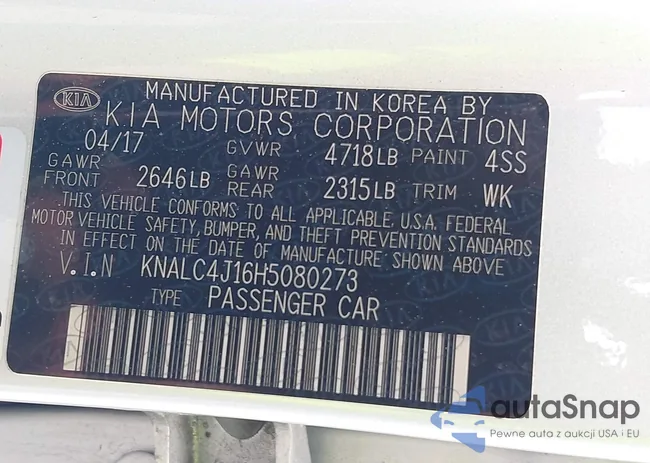 KIA
MANUFACTURED IN KOREA BY
KIA MOTORS CORPORATION
04/17 GVWR 4718LB PAINT 4SS
GAWR FRONT 2646LB GAWR REAR 2315LB TRIM WK
THIS VEHICLE CONFORMS TO ALL APPLICABLE U.S.A. FEDERAL
MOTOR VEHICLE SAFETY, BUMPER, AND THEFT PREVENTION STANDARDS
IN EFFECT ON THE DATE OF MANUFACTURE SHOWN ABOVE
V.I.N KNALC4J16H5080273
TYPE PASSENGER CAR
autaSnap
Pewne auta z aukcji USA i EU